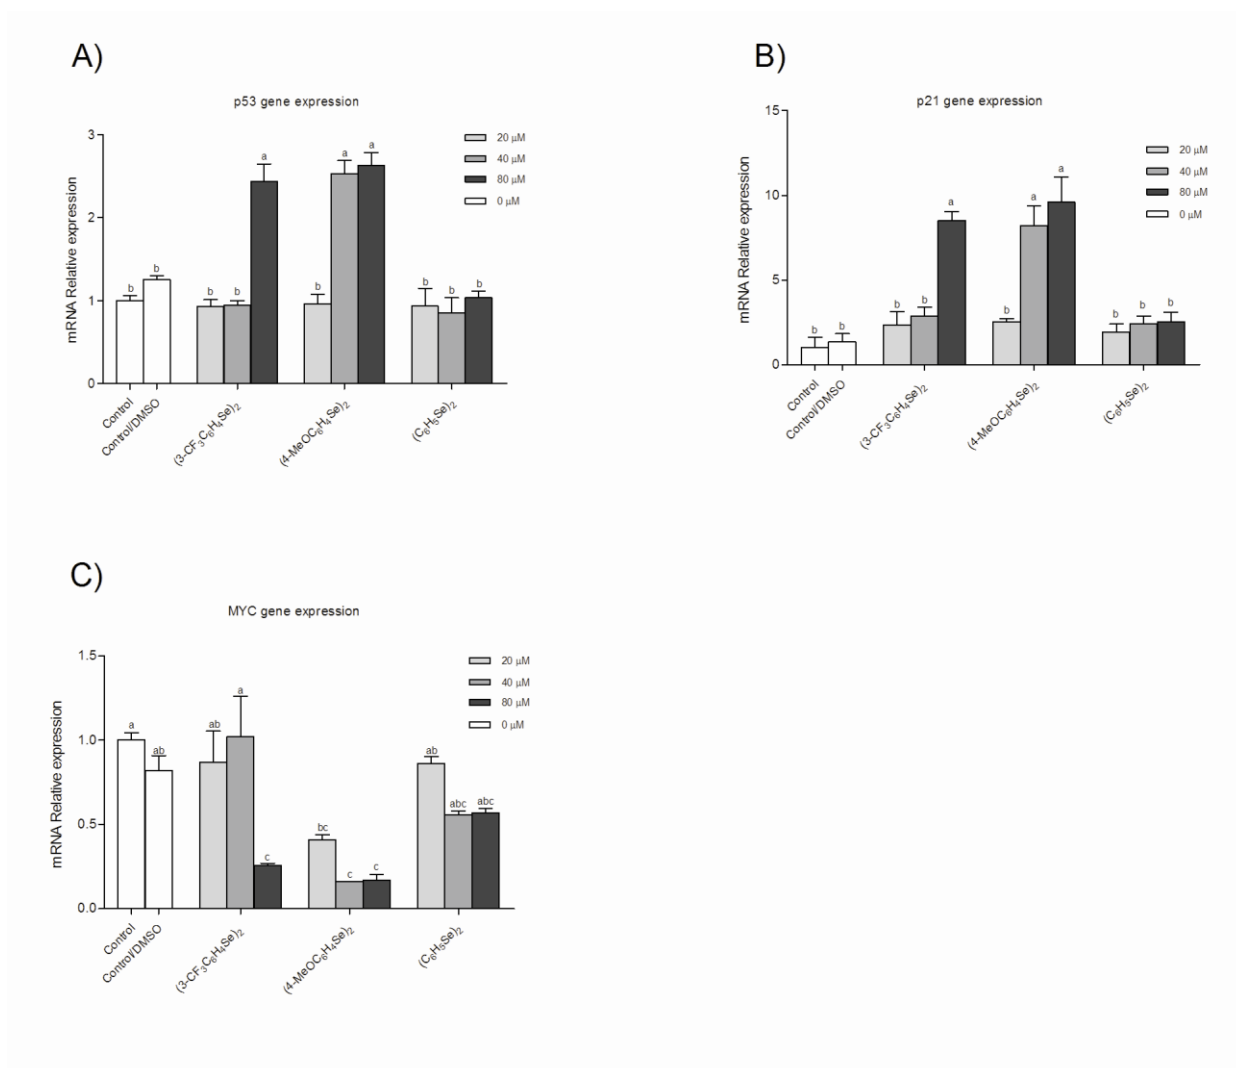 A)
p53 gene expression
mRNA Relative expression
3
2
1
0
b
b
b
b
a
b
a
a
b
b
b
20 µM
40 µM
80 µM
0 µM
Control
Control/DMSO
(3-CF₃C₆H₄Se)₂
(4-MeOC₆H₄Se)₂
(C₆H₅Se)₂
B)
p21 gene expression
mRNA Relative expression
15
10
5
0
b
b
b
b
a
b
a
a
b
b
b
20 µM
40 µM
80 µM
0 µM
Control
Control/DMSO
(3-CF₃C₆H₄Se)₂
(4-MeOC₆H₄Se)₂
(C₆H₅Se)₂
C)
MYC gene expression
mRNA Relative expression
1.5
1.0
0.5
0.0
a
ab
ab
a
c
bc
c
c
ab
abc
abc
20 µM
40 µM
80 µM
0 µM
Control
Control/DMSO
(3-CF₃C₆H₄Se)₂
(4-MeOC₆H₄Se)₂
(C₆H₅Se)₂